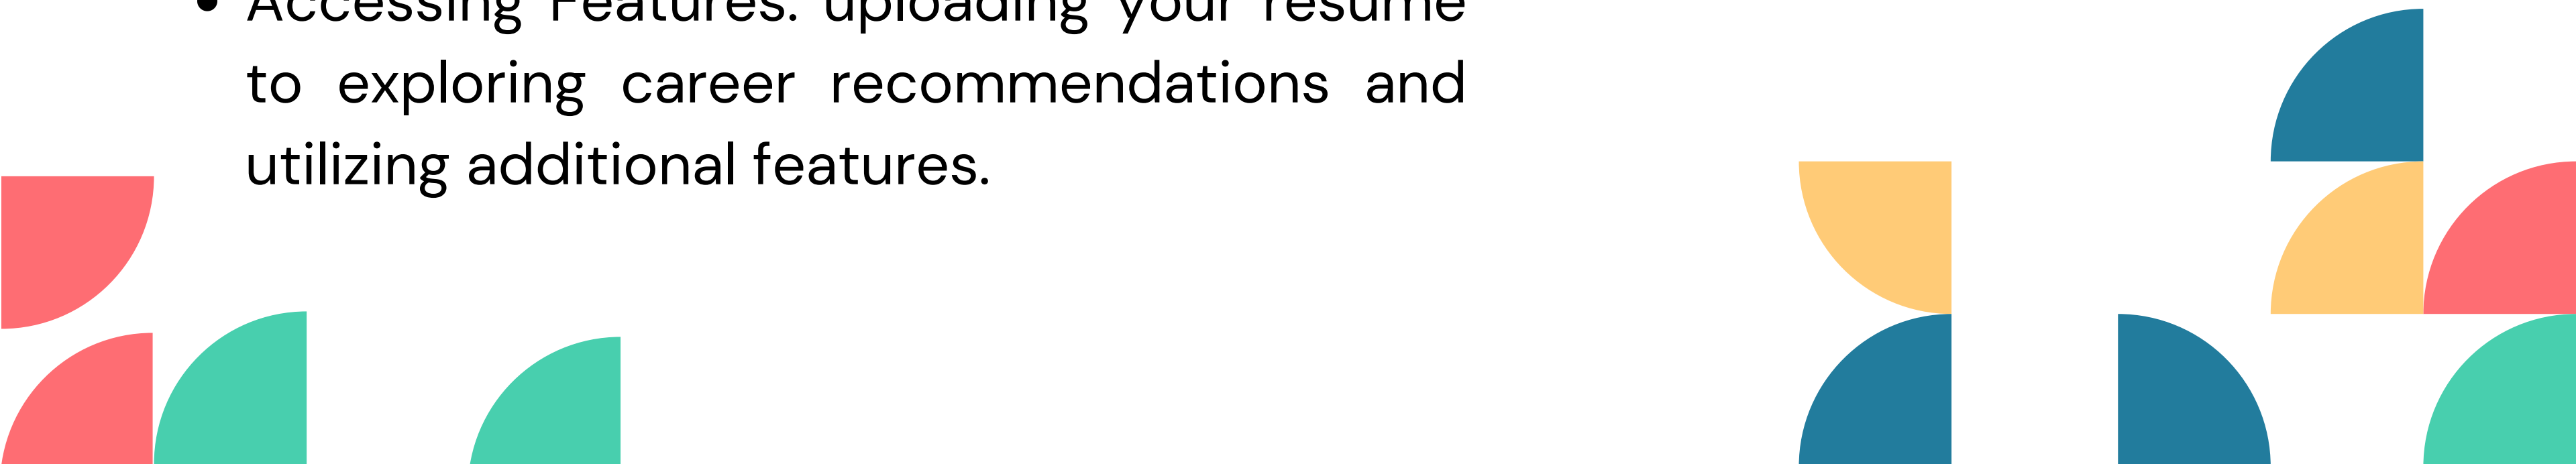 • Accessing Features: uploading your resume
to exploring career recommendations and
utilizing additional features.